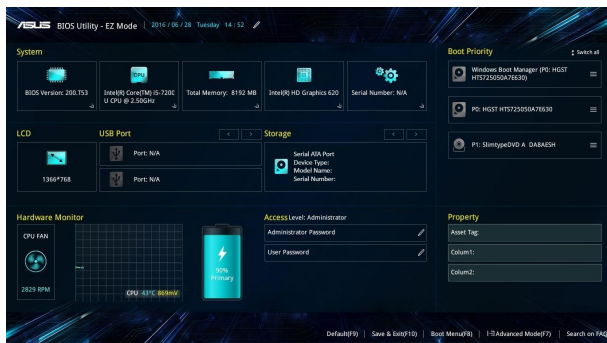 ASUS BIOS Utility - EZ Mode 2016 / 06 / 28 Tuesday 14 : 52
System
BIOS Version: 200.T53
CPU
Intel(R) Core(TM) i5-7200
U CPU @ 2.50GHz
Total Memory: 8192 MB
Intel(R) HD Graphics 620
Serial Number: N/A
Boot Priority
Switch all
Windows Boot Manager (P0: HGST
HTS725050A7E630)
P0: HGST HTS725050A7E630
P1: SlimtypeDVD A DA8AESH
LCD
1366*768
USB Port
Port: N/A
Port: N/A
Storage
Serial ATA Port
Device Type:
Model Name:
Serial Number:
Hardware Monitor
CPU FAN
2829 RPM
CPU 43°C 869mV
90%
Primary
Access Level: Administrator
Administrator Password
User Password
Property
Asset Tag:
Colum1:
Colum2:
Default(F9) Save & Exit(F10) Boot Menu(F8) Advanced Mode(F7) Search on FAQ